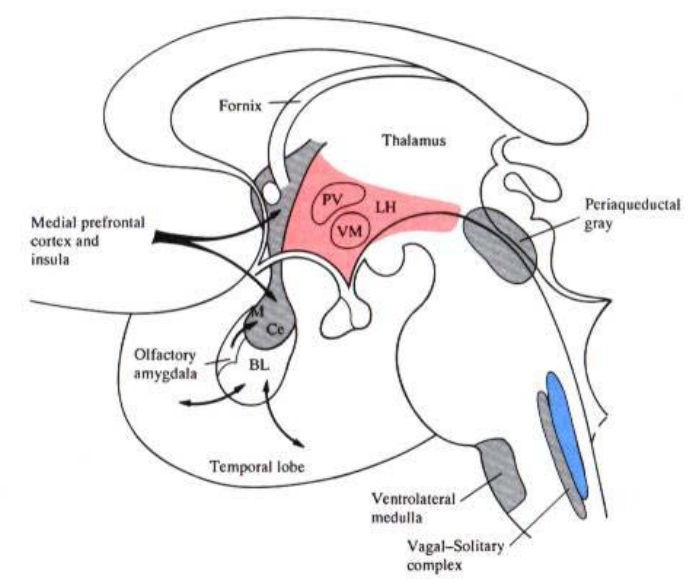 Fornix
Thalamus
PV
LH
VM
Periaqueductal
gray
Medial prefrontal
cortex and
insula
M
Ce
Olfactory
amygdala
BL
Temporal lobe
Ventrolateral
medulla
Vagal–Solitary
complex